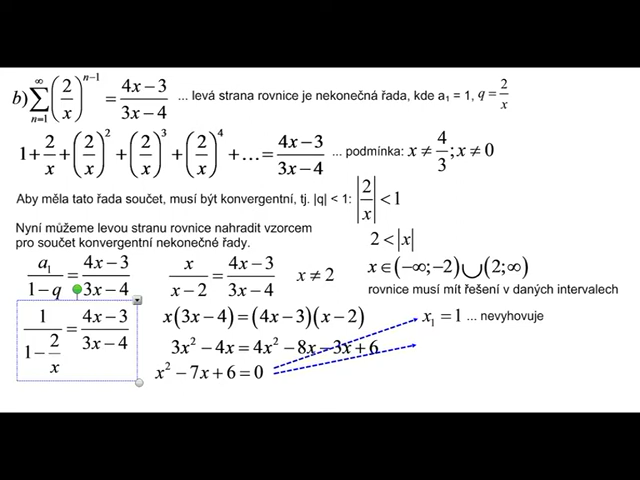 b) ∑_{n=1}^{∞} (2/x)^{n−1} = (4x−3)/(3x−4) ... levá strana rovnice je nekonečná řada, kde a₁ = 1, q = 2/x
1 + 2/x + (2/x)² + (2/x)³ + (2/x)⁴ + ... = (4x−3)/(3x−4) ... podmínka: x ≠ 4/3; x ≠ 0
Aby měla tato řada součet, musí být konvergentní, tj. |q| < 1: |2/x| < 1
Nyní můžeme levou stranu rovnice nahradit vzorcem
pro součet konvergentní nekonečné řady.
2 < |x|
x ∈ (−∞;−2) ∪ (2;∞)
rovnice musí mít řešení v daných intervalech
a₁/(1−q) = (4x−3)/(3x−4)
1/(1−2/x) = (4x−3)/(3x−4)
x/(x−2) = (4x−3)/(3x−4) x ≠ 2
x(3x−4) = (4x−3)(x−2)
3x² − 4x = 4x² − 8x − 3x + 6
x² − 7x + 6 = 0
x₁ = 1 ... nevyhovuje